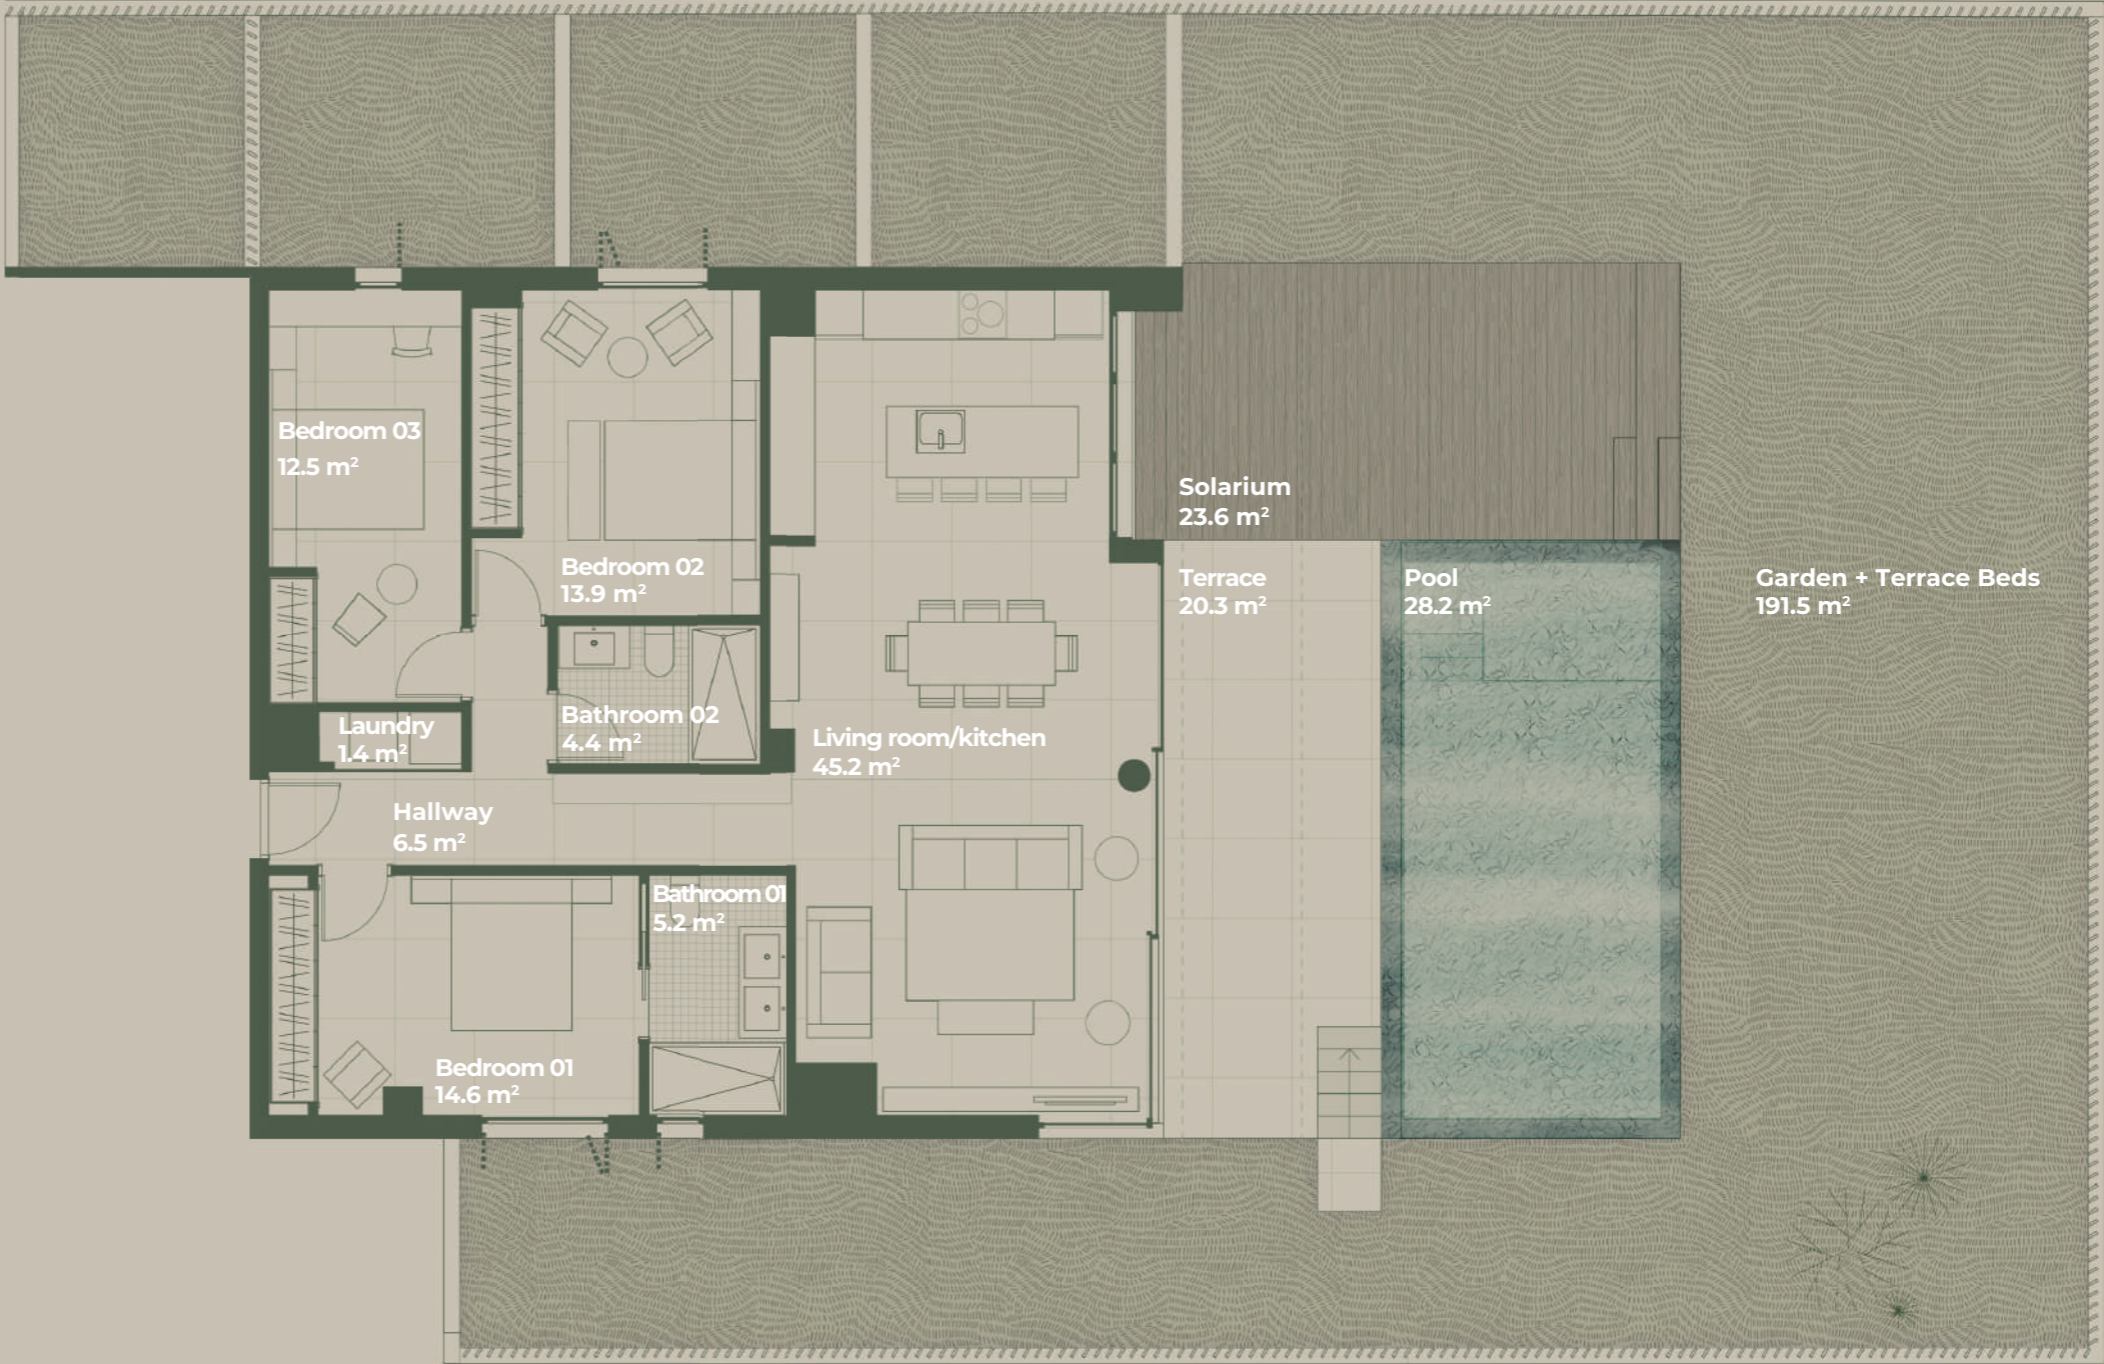 Bedroom 03
12.5 m²
Bedroom 02
13.9 m²
Laundry
1.4 m²
Bathroom 02
4.4 m²
Hallway
6.5 m²
Bathroom 01
5.2 m²
Bedroom 01
14.6 m²
Living room/kitchen
45.2 m²
Solarium
23.6 m²
Terrace
20.3 m²
Pool
28.2 m²
Garden + Terrace Beds
191.5 m²